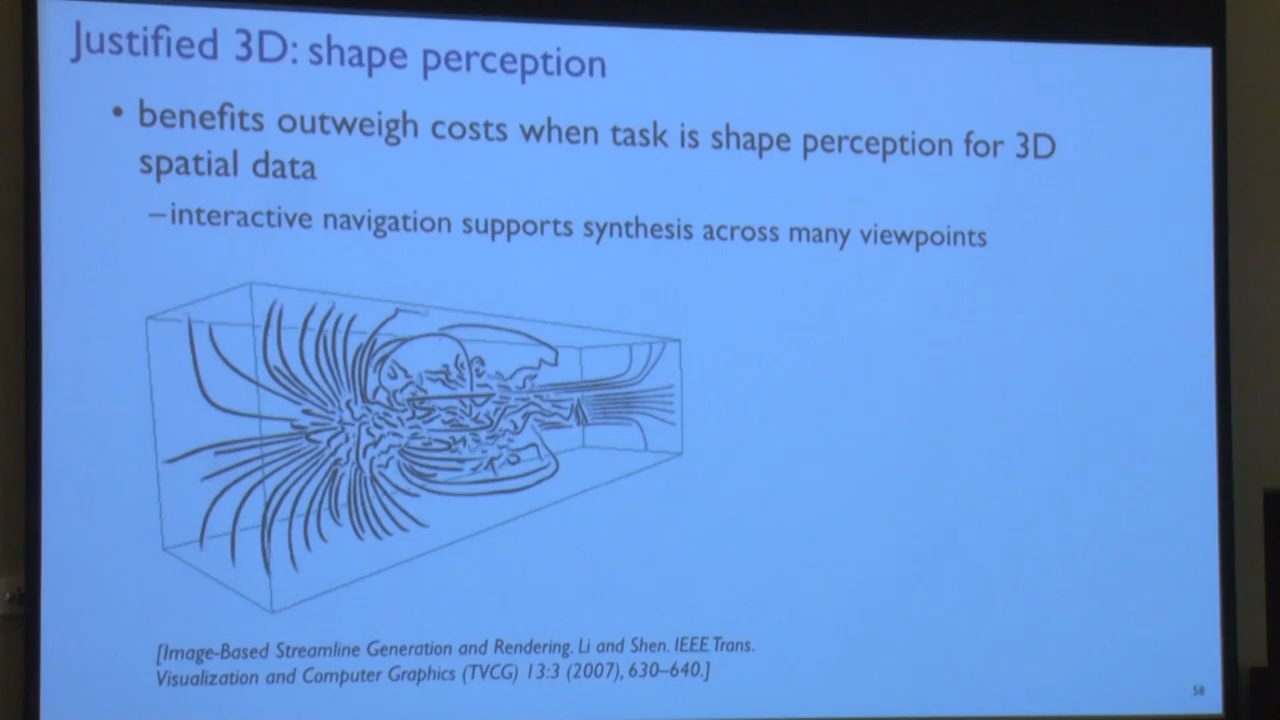 Justified 3D: shape perception
• benefits outweigh costs when task is shape perception for 3D
spatial data
–interactive navigation supports synthesis across many viewpoints
[Image-Based Streamline Generation and Rendering. Li and Shen. IEEE Trans.
Visualization and Computer Graphics (TVCG) 13:3 (2007), 630–640.]
58